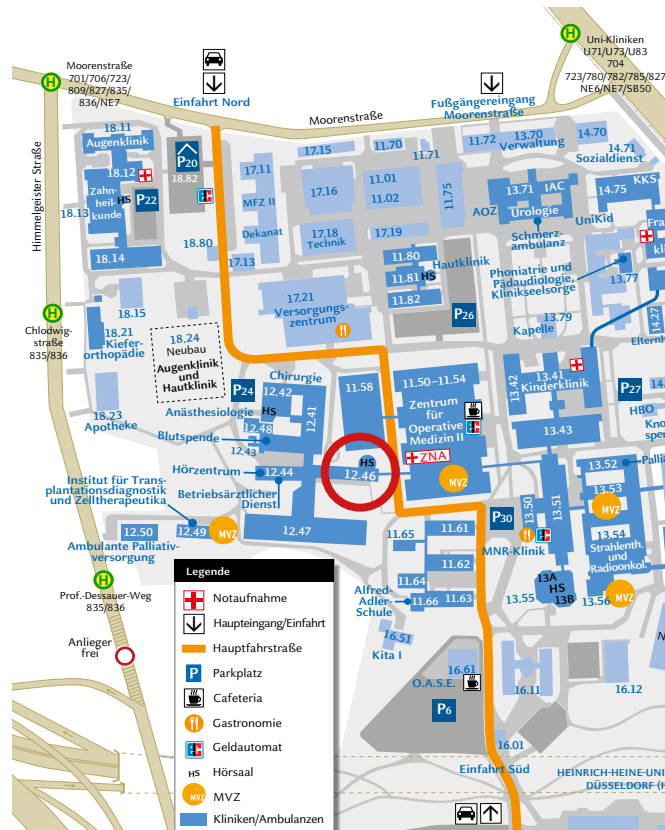 Moorenstraße
701/706/723/
809/827/835/
836/NE7
Einfahrt Nord
Moorenstraße
Fußgängereingang
Moorenstraße
Uni-Kliniken
U71/U73/U83
704
723/780/782/785/827
NE6/NE7/SB50
Himmelgeister Straße
18.11
Augenklinik
18.12
Zahn-
heil-
kunde
HS
P22
18.13
18.14
P20
18.82
18.80
17.11
MFZ II
Dekanat
17.13
17.15
17.16
17.18
Technik
11.70
11.71
11.01
11.02
17.19
11.75
11.72
13.70
Verwaltung
14.70
14.71
Sozialdienst
13.71
IAC
AOZ
Urologie
Schmerz-
ambulanz
UniKid
14.75
KKS
Fra
kli
11.80
11.81
HS
11.82
Hautklinik
P26
Phoniatrie und
Pädaudiologie,
Klinikseelsorge
13.77
13.79
Kapelle
14.27
Elternh
17.21
Versorgungs-
zentrum
Chlodwig-
straße
835/836
18.15
18.21
Kiefer-
orthopädie
18.24
Neubau
Augenklinik
und
Hautklinik
18.23
Apotheke
P24
Chirurgie
12.42
12.41
Anästhesiologie
HS
12.48
Blutspende
12.43
Hörzentrum
12.44
Betriebsärztlicher
Dienst
12.47
11.58
HS
12.46
11.50–11.54
Zentrum
für
Operative
Medizin II
ZNA
MVZ
13.42
13.41
Kinderklinik
13.43
P27
14.
HBO
Kno
sper
13.52
Palli
13.53
MVZ
13.54
Strahlenth.
und
Radioonkol.
13.50
13.51
P30
MNR-Klinik
13A
HS
13B
13.55
13.56
MVZ
Institut für Trans-
plantationsdiagnostik
und Zelltherapeutika
12.50
12.49
MVZ
Ambulante Palliativ-
versorgung
11.65
11.61
11.62
11.64
11.66
11.63
Alfred-
Adler-
Schule
16.51
Kita I
16.61
O.A.S.E.
P6
16.11
16.12
16.01
Einfahrt Süd
HEINRICH-HEINE-UNI
DÜSSELDORF (H
Prof.-Dessauer-Weg
835/836
Anlieger
frei
Legende
Notaufnahme
Haupteingang/Einfahrt
Hauptfahrstraße
P Parkplatz
Cafeteria
Gastronomie
Geldautomat
HS Hörsaal
MVZ MVZ
Kliniken/Ambulanzen